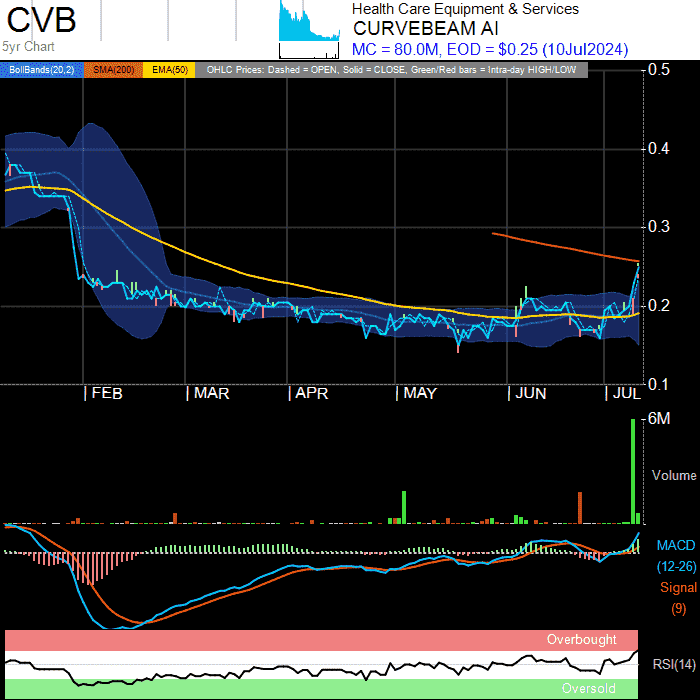 CVB
5yr Chart
Health Care Equipment & Services
CURVEBEAM AI
MC = 80.0M, EOD = $0.25 (10Jul2024)
BollBands(20,2) SMA(200) EMA(50) OHLC Prices: Dashed = OPEN, Solid = CLOSE, Green/Red bars = Intra-day HIGH/LOW
0.5
0.4
0.3
0.2
0.1
FEB MAR APR MAY JUN JUL
6M
Volume
MACD
(12-26)
Signal
(9)
Overbought
RSI(14)
Oversold